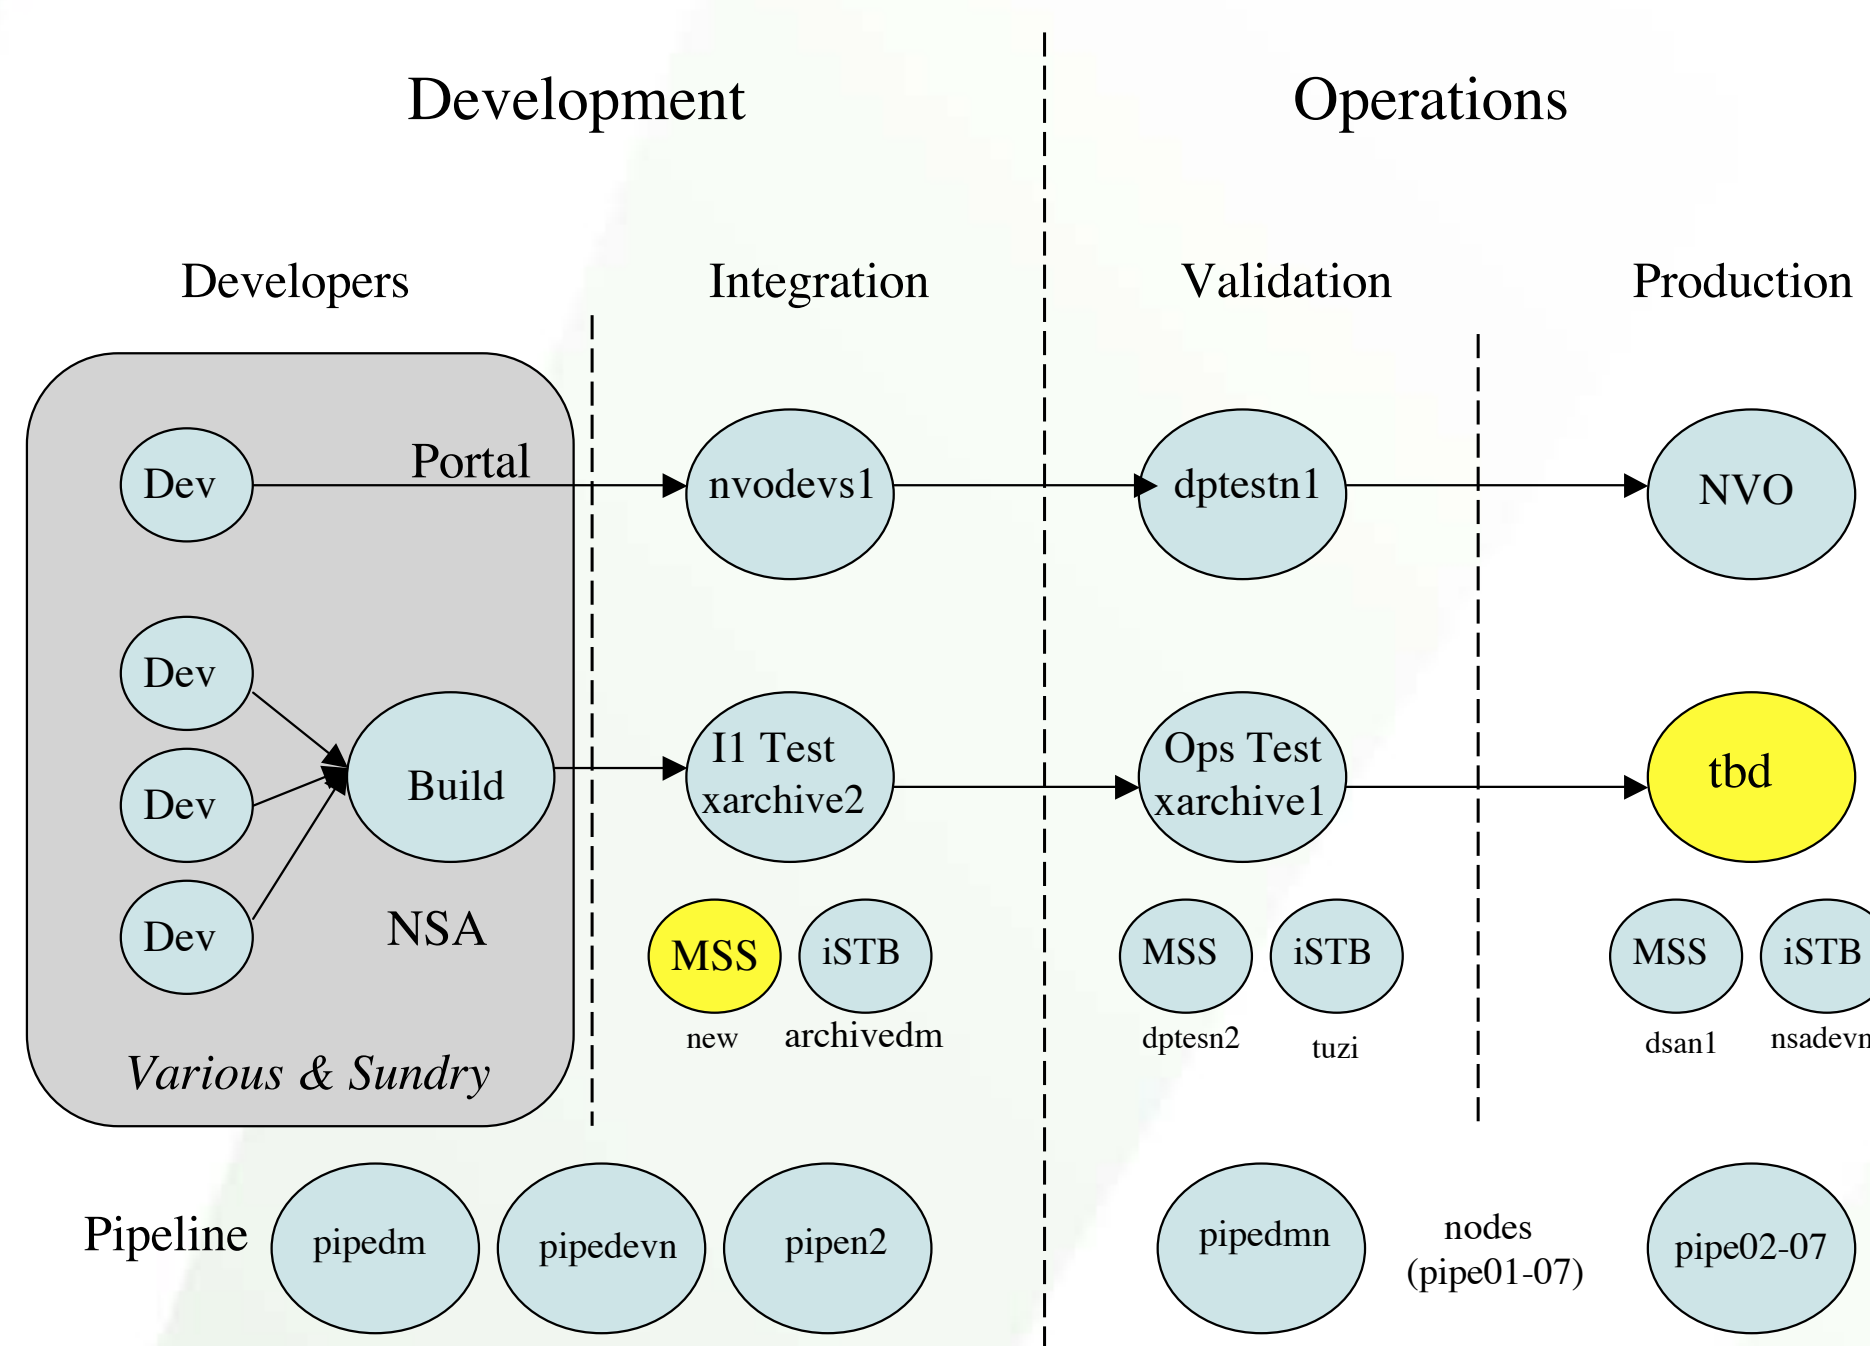 Development
Operations
Developers
Integration
Validation
Production
Dev
Portal
nvodevs1
dptestn1
NVO
Dev
Dev
Dev
Build
NSA
I1 Test
xarchive2
Ops Test
xarchive1
tbd
MSS
new
iSTB
archivedm
MSS
dptesn2
iSTB
tuzi
MSS
dsan1
iSTB
nsadevn
Various & Sundry
Pipeline
pipedm
pipedevn
pipen2
pipedmn
nodes
(pipe01-07)
pipe02-07